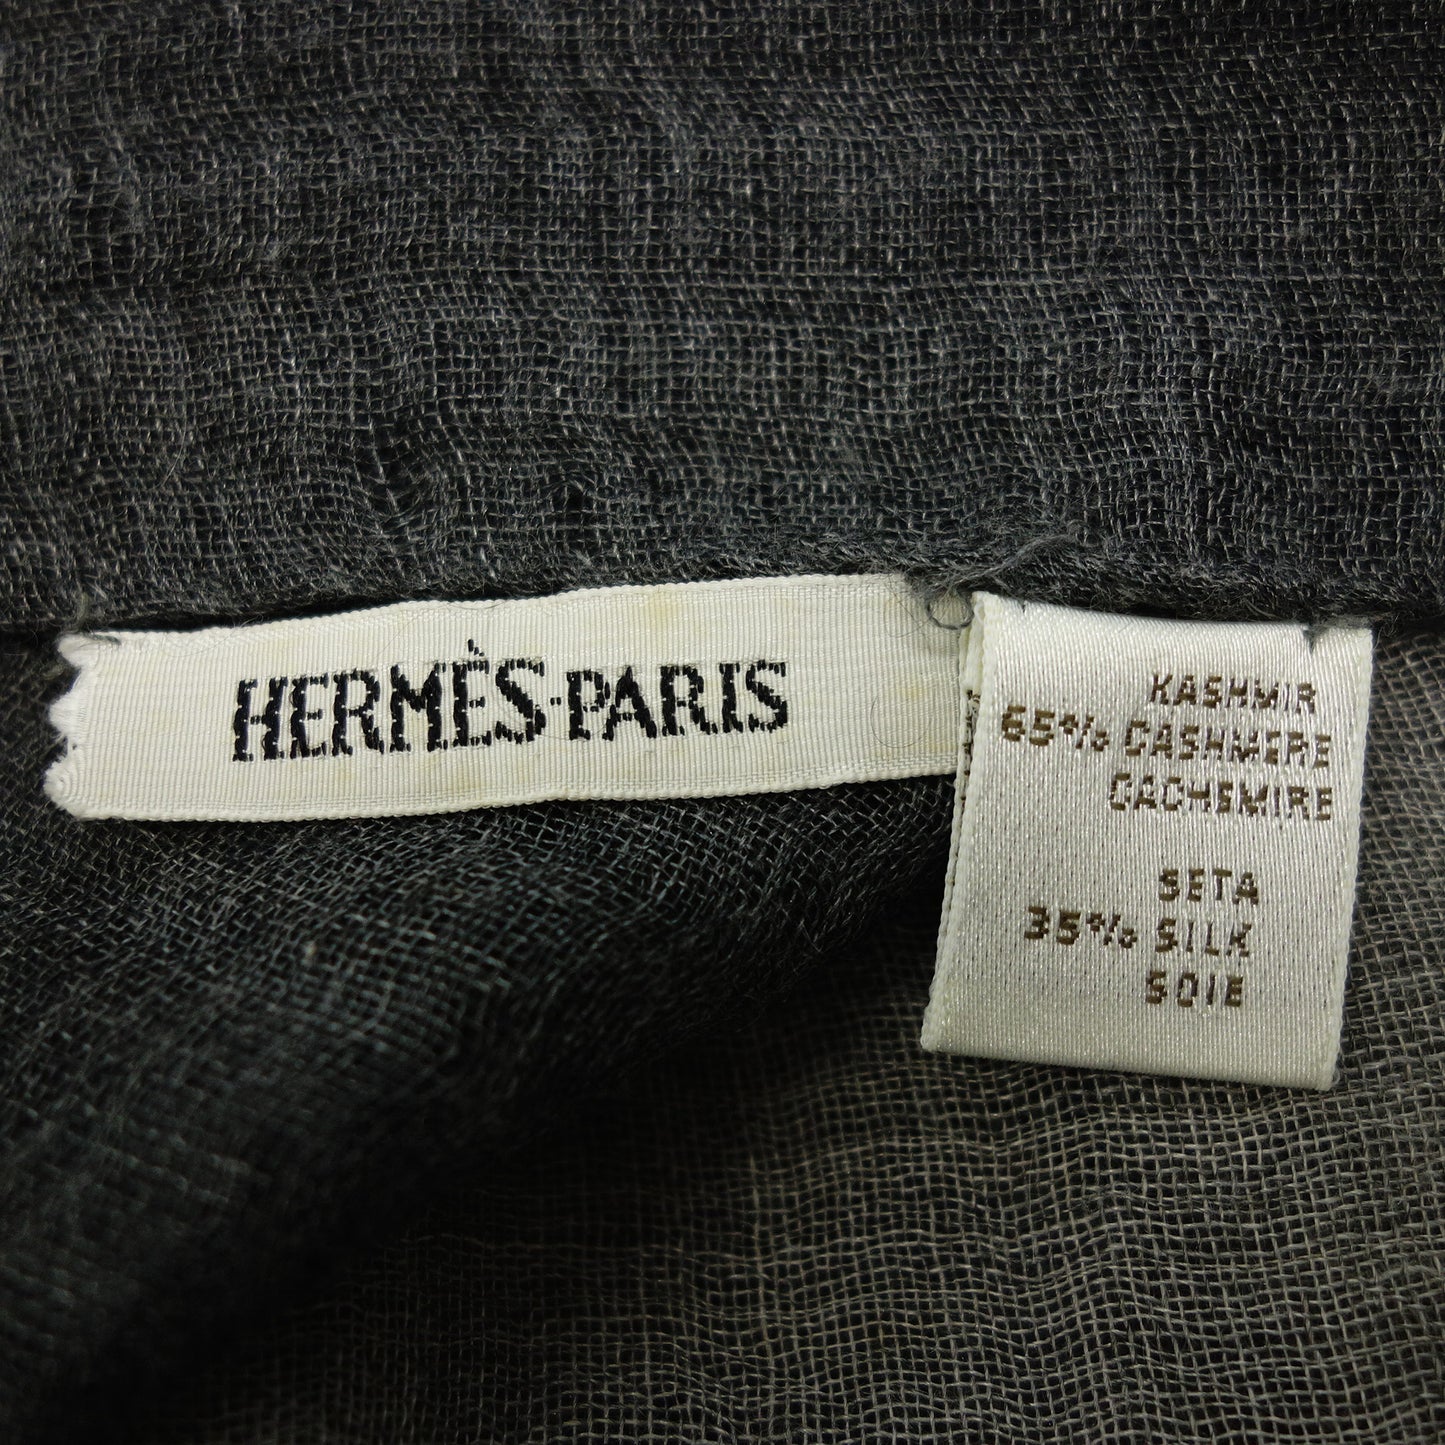 HERMÈS-PARIS
KASHMIR
65% CASHMERE
CACHEMIRE
SETA
35% SILK
SOIE